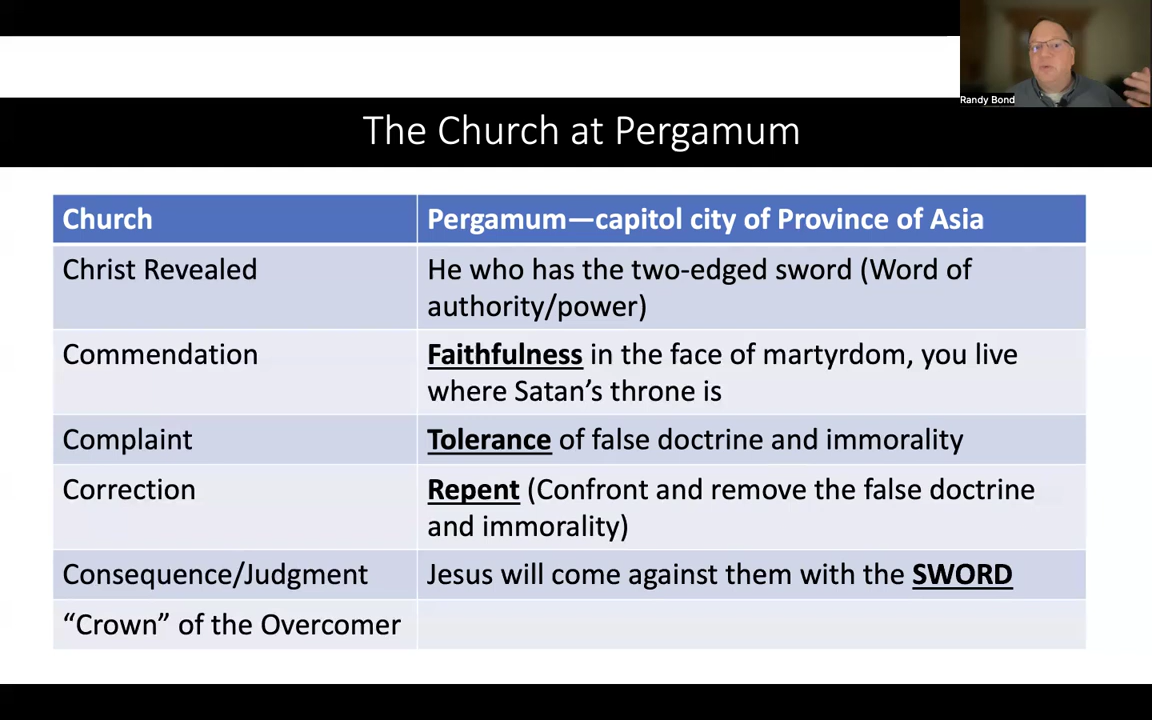 Randy Bond
The Church at Pergamum
Church
Pergamum—capitol city of Province of Asia
Christ Revealed
He who has the two-edged sword (Word of
authority/power)
Commendation
Faithfulness in the face of martyrdom, you live
where Satan’s throne is
Complaint
Tolerance of false doctrine and immorality
Correction
Repent (Confront and remove the false doctrine
and immorality)
Consequence/Judgment
Jesus will come against them with the SWORD
“Crown” of the Overcomer